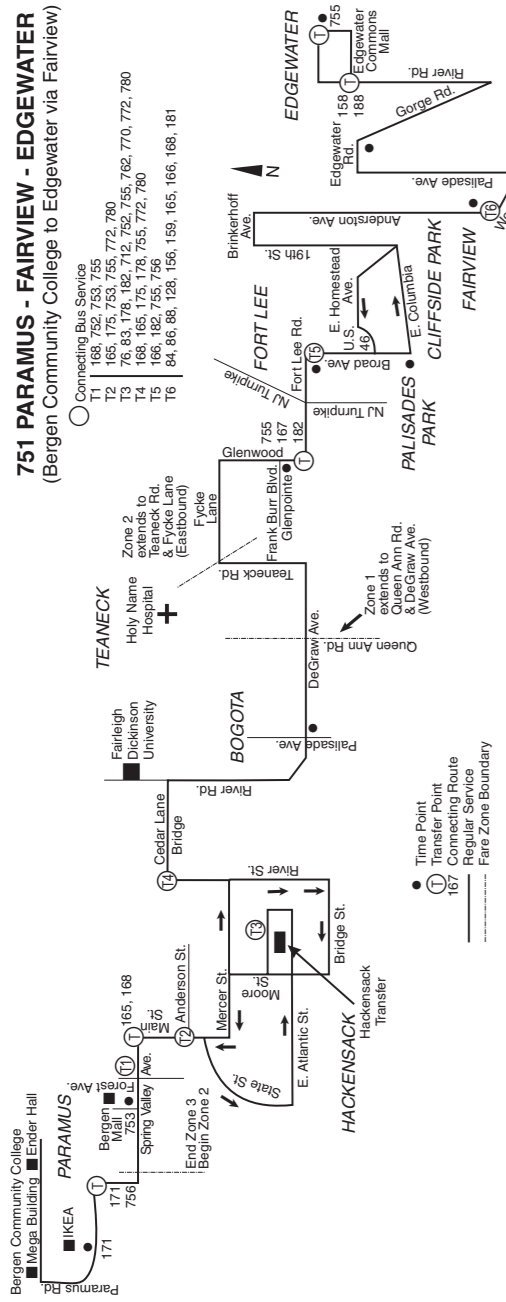 751 PARAMUS - FAIRVIEW - EDGEWATER
(Bergen Community College to Edgewater via Fairview)
Connecting Bus Service
T1 168, 752, 753, 755
T2 165, 175, 753, 755, 772, 780
T3 76, 83, 178, 182, 712, 752, 755, 762, 770, 772, 780
T4 168, 165, 175, 178, 755, 772, 780
T5 166, 182, 755, 756
T6 84, 86, 88, 128, 156, 159, 165, 166, 168, 181
Bergen Community College
Mega Building
Ender Hall
IKEA
171
Paramus Rd.
PARAMUS
T
171
756
Bergen
Mall
753
Forest Ave.
Spring Valley
Ave.
T1
End Zone 3
Begin Zone 2
T
165, 168
Main
St.
T2
Anderson St.
Mercer St.
State St.
E. Atlantic St.
Moore
St.
T3
River St.
Bridge St.
HACKENSACK
Hackensack
Transfer
T4
Cedar Lane
Bridge
Fairleigh
Dickinson
University
River Rd.
BOGOTA
Palisade Ave.
DeGraw Ave.
Queen Ann Rd.
Zone 1
extends to
Queen Ann Rd.
& DeGraw Ave.
(Westbound)
TEANECK
Holy Name
Hospital
Zone 2
extends to
Teaneck Rd.
& Fycke Lane
(Eastbound)
Teaneck Rd.
Fycke
Lane
Frank Burr Blvd.
Glenpointe
Glenwood
755
167
182
T
NJ Turnpike
NJ Turnpike
FORT LEE
Fort Lee Rd.
T5
Broad Ave.
U.S.
46
E. Homestead
Ave.
E. Columbia
PALISADES
PARK
19th St.
Brinkerhoff
Ave.
Anderston Ave.
CLIFFSIDE PARK
FAIRVIEW
T6
N
Palisade Ave.
Edgewater
Rd.
Gorge Rd.
River Rd.
EDGEWATER
158
188
T
T
755
Edgewater
Commons
Mall
Time Point
T Transfer Point
167 Connecting Route
Regular Service
Fare Zone Boundary